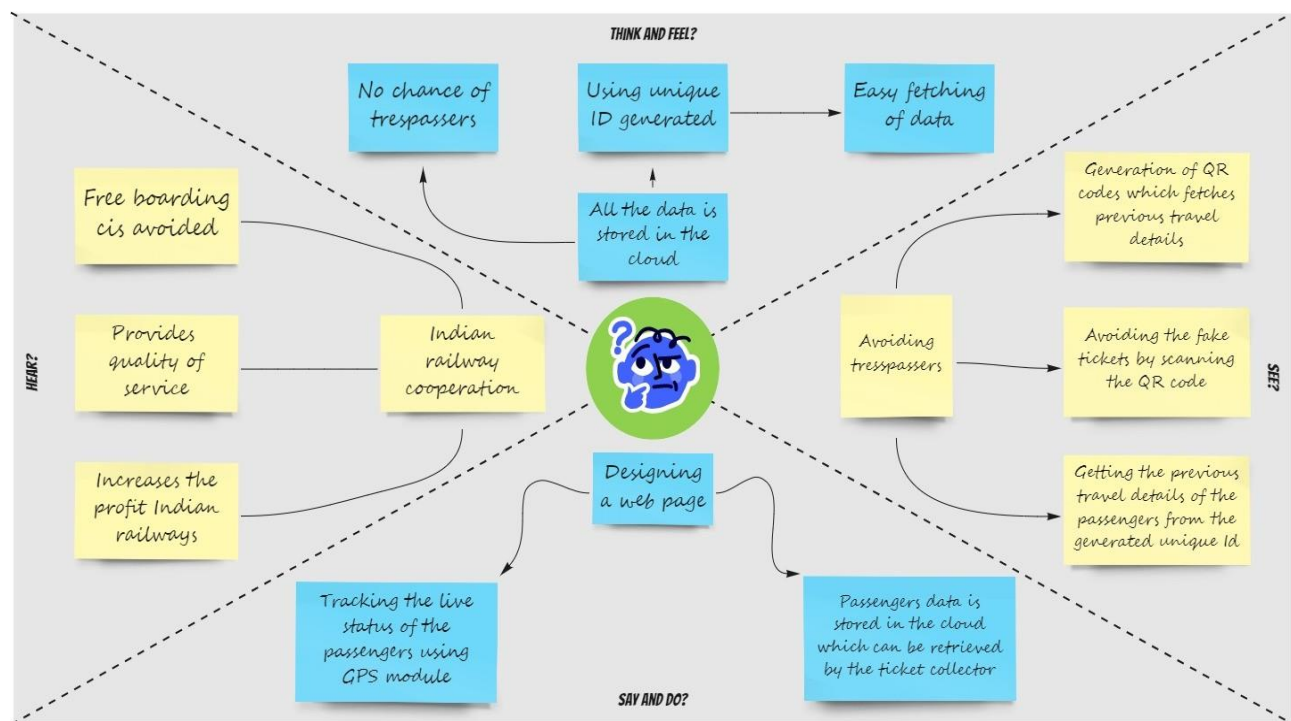 THINK AND FEEL?
No chance of
trespassers
Using unique
ID generated
Easy fetching
of data
All the data is
stored in the
cloud
HEAR?
Free boarding
cis avoided
Provides
quality of
service
Increases the
profit Indian
railways
Indian
railway
cooperation
?
Avoiding
tresspassers
Generation of QR
codes which fetches
previous travel
details
Avoiding the fake
tickets by scanning
the QR code
Getting the previous
travel details of the
passengers from the
generated unique Id
SEE?
Designing
a web page
Tracking the live
status of the
passengers using
GPS module
Passengers data is
stored in the cloud
which can be retrieved
by the ticket collector
SAY AND DO?